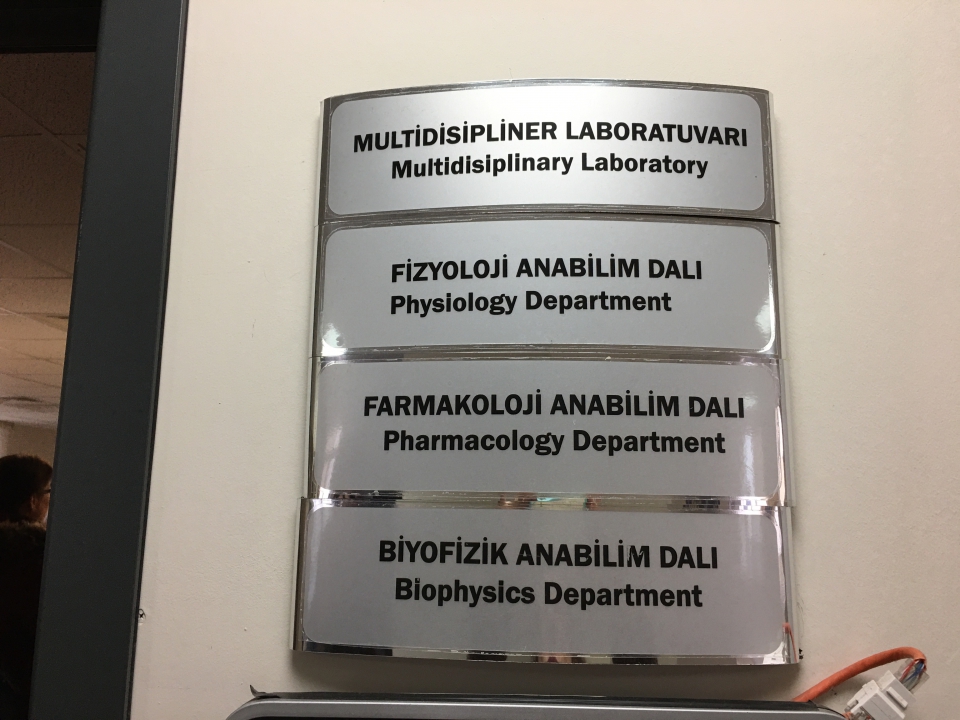 MULTİDİSİPLİNER LABORATUVARI
Multidisiplinary Laboratory
FİZYOLOJİ ANABİLİM DALI
Physiology Department
FARMAKOLOJİ ANABİLİM DALI
Pharmacology Department
BİYOFİZİK ANABİLİM DALI
Biophysics Department